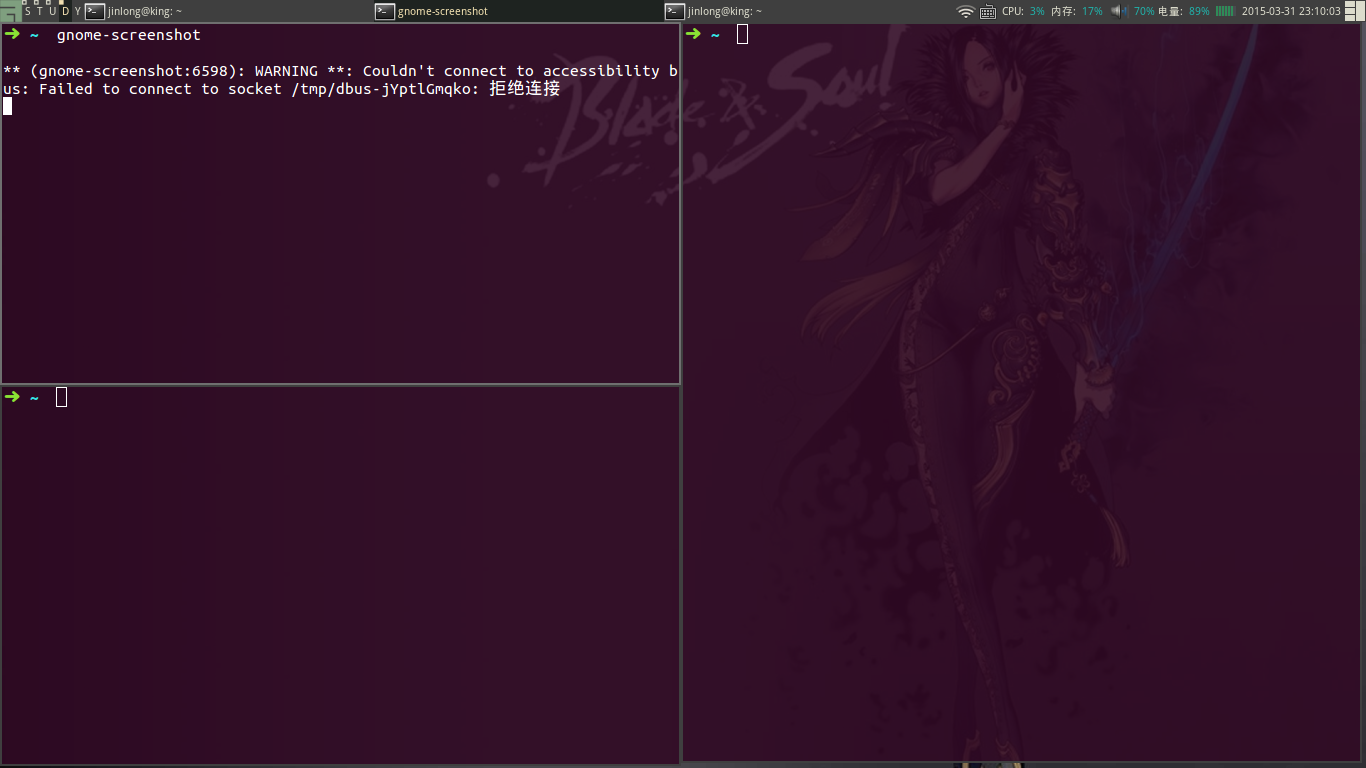 S T U D Y jinlong@king: ~ gnome-screenshot jinlong@king: ~ CPU: 3% 内存: 17% 70% 电量: 89% 2015-03-31 23:10:03
➜ ~ gnome-screenshot
** (gnome-screenshot:6598): WARNING **: Couldn't connect to accessibility b
us: Failed to connect to socket /tmp/dbus-jYptlGmqko: 拒绝连接
➜ ~
Blade & Soul
➜ ~